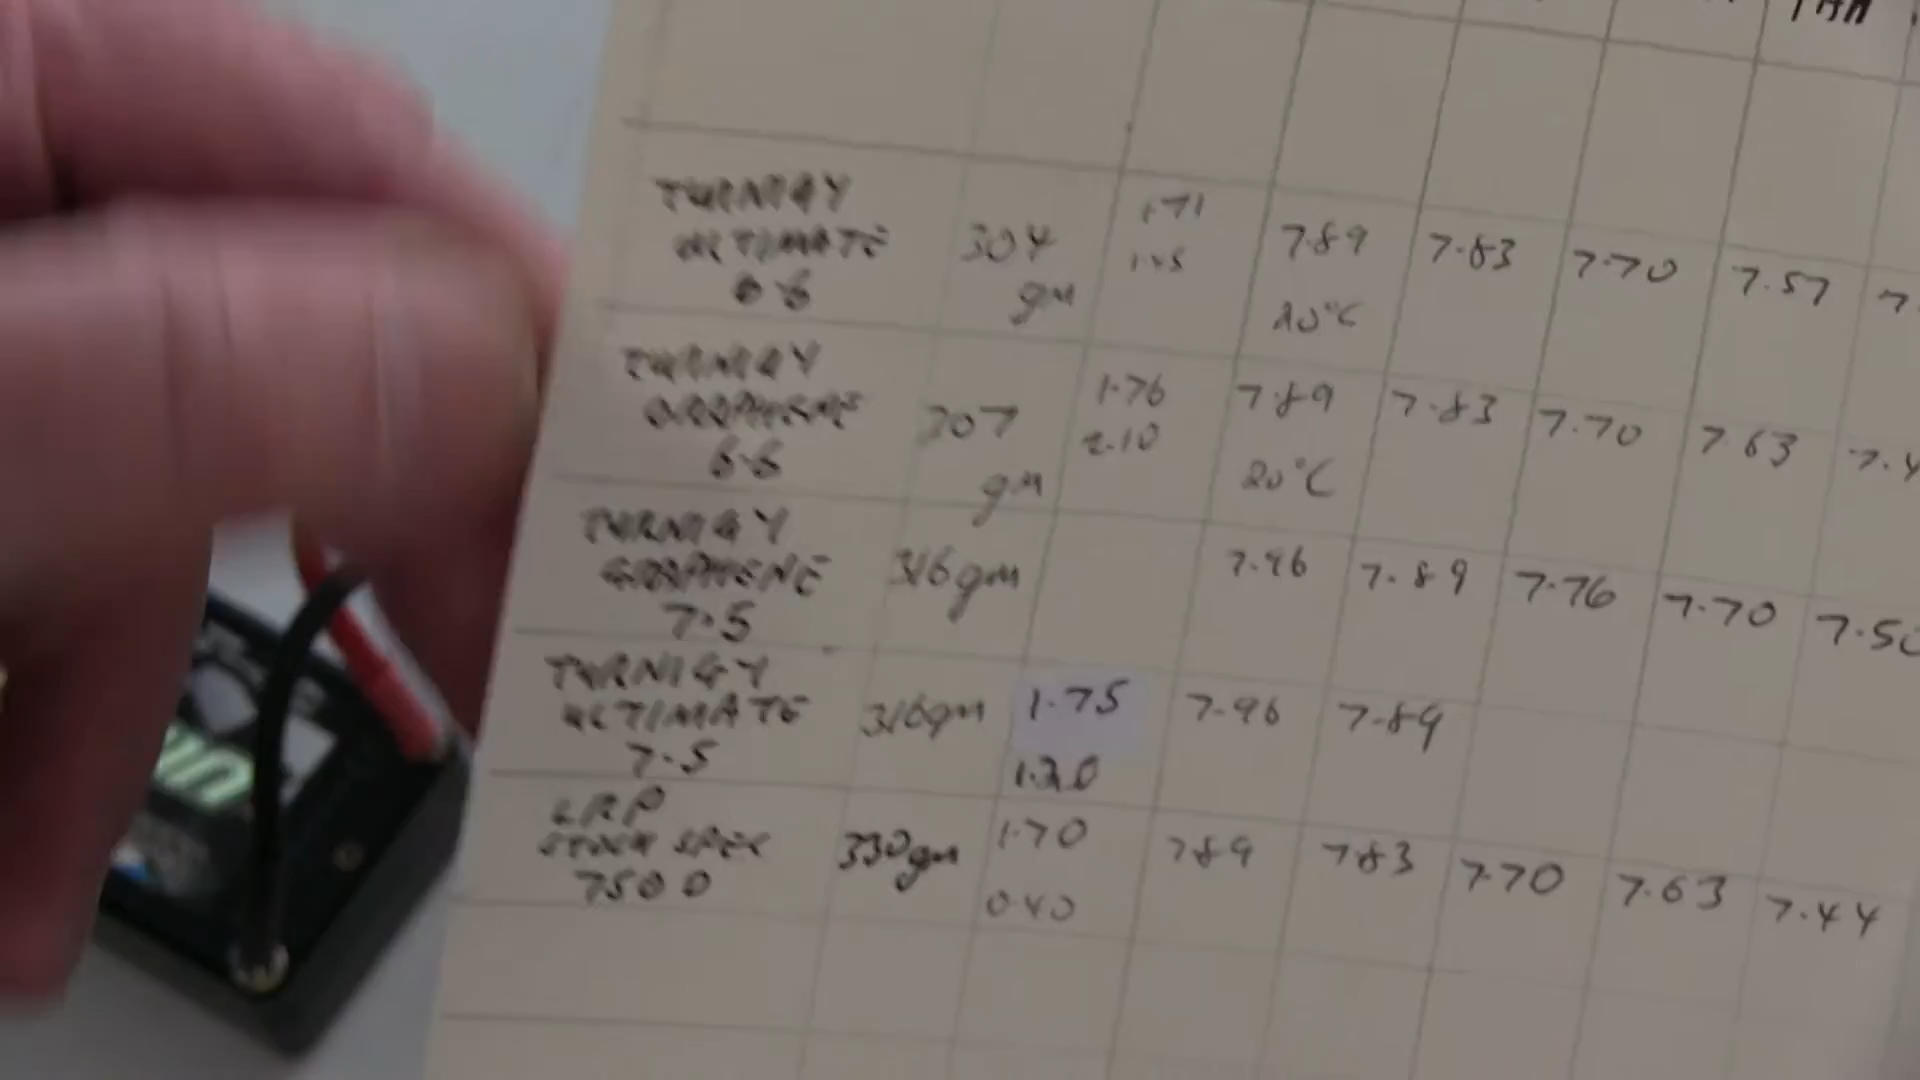 TURNIGY
ULTIMATE
6.6
304
gm
1.71
7.89
7.83
7.70
7.57
20°C
TURNIGY
GRAPHENE
6.6
307
gm
1.76
2.10
7.89
7.83
7.70
7.63
7.4
20°C
TURNIGY
GRAPHENE
7.5
316gm
7.96
7.89
7.76
7.70
7.50
TURNIGY
ULTIMATE
7.5
316gm
1.75
1.20
7.96
7.89
LRP
STOCK SPEC
7500
330gm
1.70
0.40
7.89
7.83
7.70
7.63
7.44